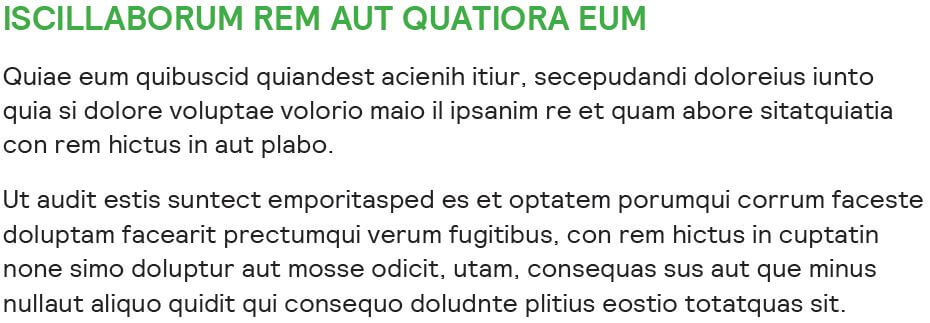 ISCILLABORUM REM AUT QUATIORA EUM
Quiae eum quibuscid quiandest acienih itiur, secepudandi doloreius iunto
quia si dolore voluptae volorio maio il ipsanim re et quam abore sitatquiatia
con rem hictus in aut plabo.
Ut audit estis suntect emporitasped es et optatem porumqui corrum faceste
doluptam facearit prectumqui verum fugitibus, con rem hictus in cuptatin
none simo doluptur aut mosse odicit, utam, consequas sus aut que minus
nullaut aliquo quidit qui consequo doludnte plitius eostio totatquas sit.